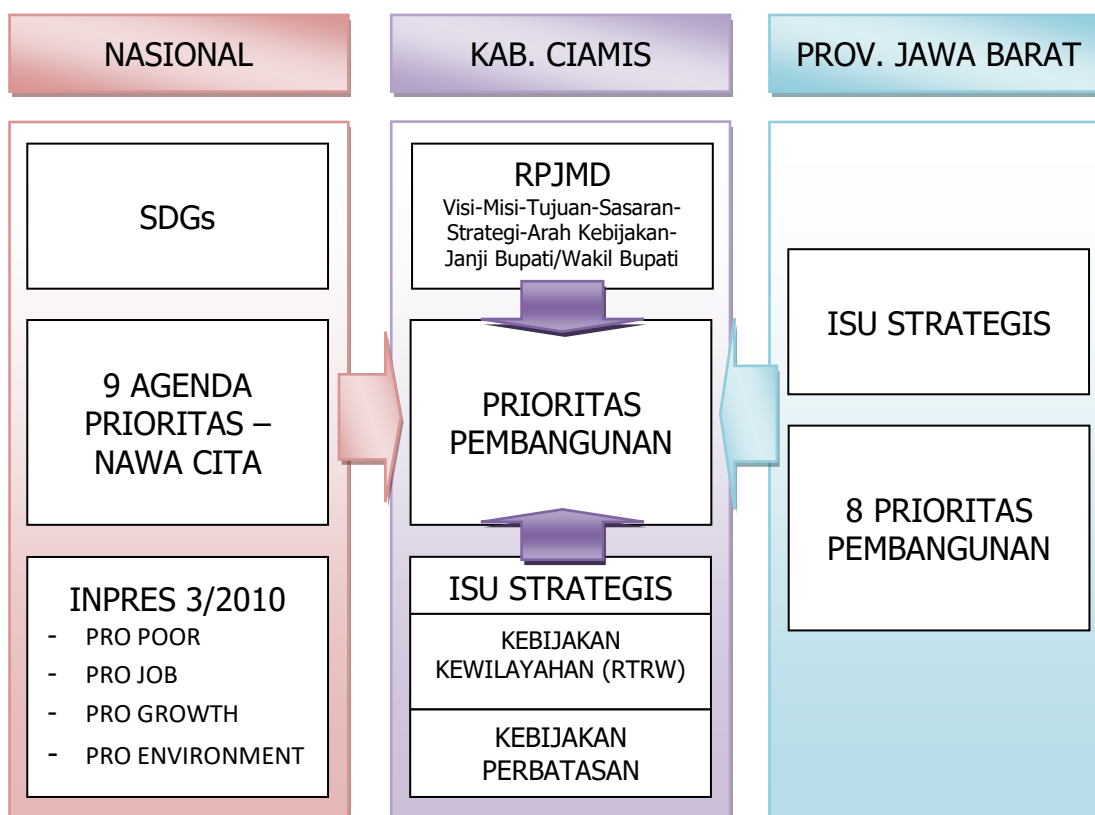 NASIONAL
KAB. CIAMIS
PROV. JAWA BARAT
SDGs
9 AGENDA
PRIORITAS –
NAWA CITA
INPRES 3/2010
- PRO POOR
- PRO JOB
- PRO GROWTH
- PRO ENVIRONMENT
RPJMD
Visi-Misi-Tujuan-Sasaran-
Strategi-Arah Kebijakan-
Janji Bupati/Wakil Bupati
PRIORITAS
PEMBANGUNAN
ISU STRATEGIS
KEBIJAKAN
KEWILAYAHAN (RTRW)
KEBIJAKAN
PERBATASAN
ISU STRATEGIS
8 PRIORITAS
PEMBANGUNAN